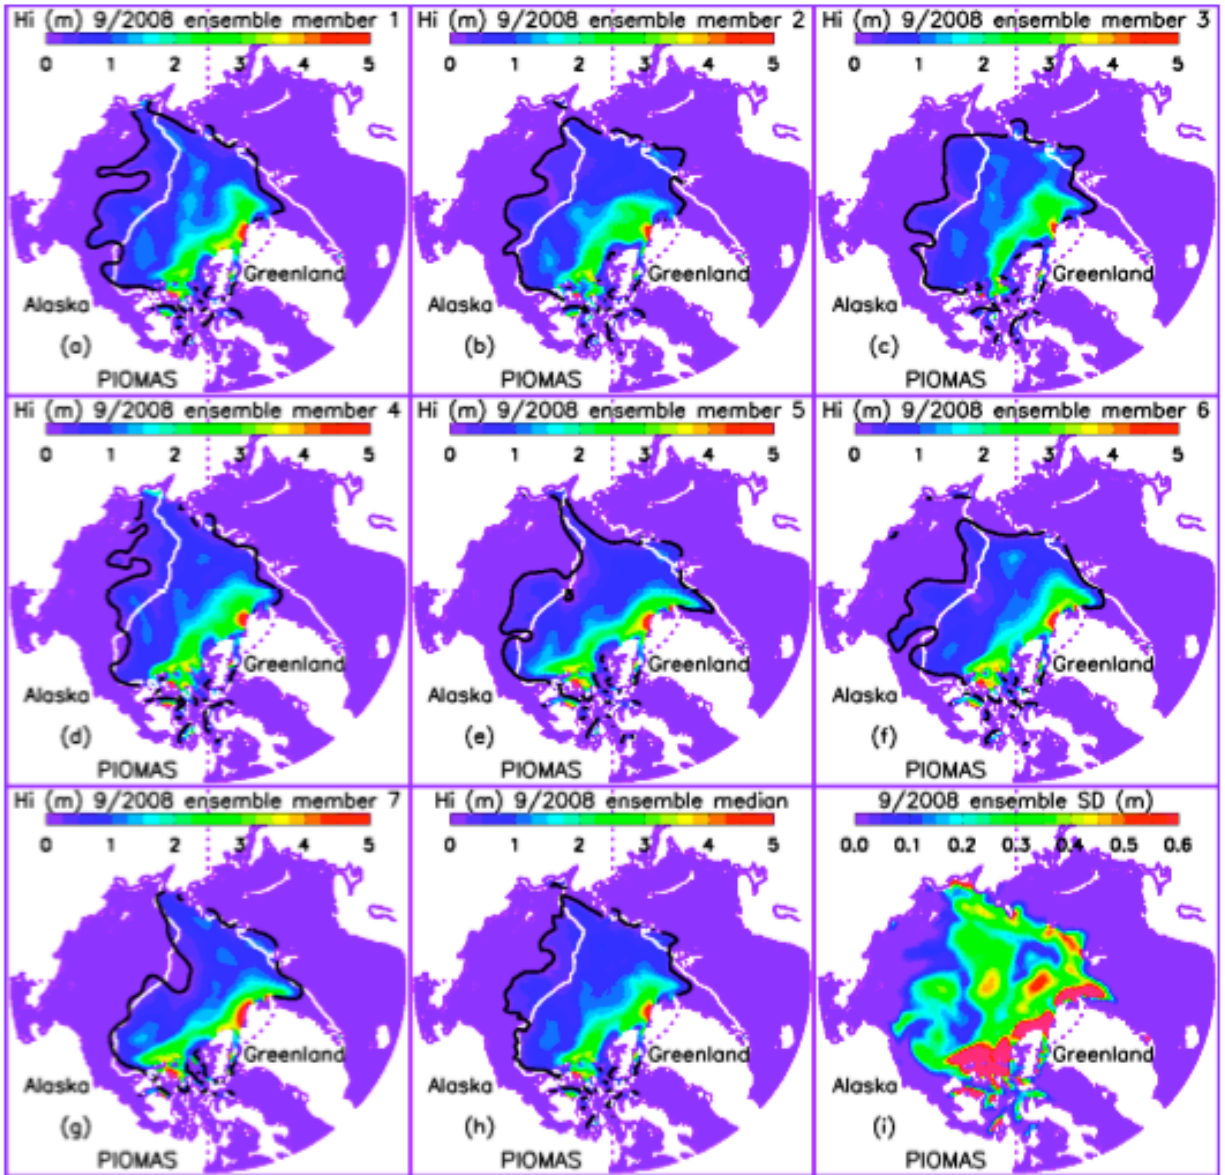 Hi (m) 9/2008 ensemble member 1
0 1 2 3 4 5
Greenland
Alaska
(a)
PIOMAS
Hi (m) 9/2008 ensemble member 2
0 1 2 3 4 5
Greenland
Alaska
(b)
PIOMAS
Hi (m) 9/2008 ensemble member 3
0 1 2 3 4 5
Greenland
Alaska
(c)
PIOMAS
Hi (m) 9/2008 ensemble member 4
0 1 2 3 4 5
Greenland
Alaska
(d)
PIOMAS
Hi (m) 9/2008 ensemble member 5
0 1 2 3 4 5
Greenland
Alaska
(e)
PIOMAS
Hi (m) 9/2008 ensemble member 6
0 1 2 3 4 5
Greenland
Alaska
(f)
PIOMAS
Hi (m) 9/2008 ensemble member 7
0 1 2 3 4 5
Greenland
Alaska
(g)
PIOMAS
Hi (m) 9/2008 ensemble median
0 1 2 3 4 5
Greenland
Alaska
(h)
PIOMAS
9/2008 ensemble SD (m)
0.0 0.1 0.2 0.3 0.4 0.5 0.6
Greenland
Alaska
(i)
PIOMAS